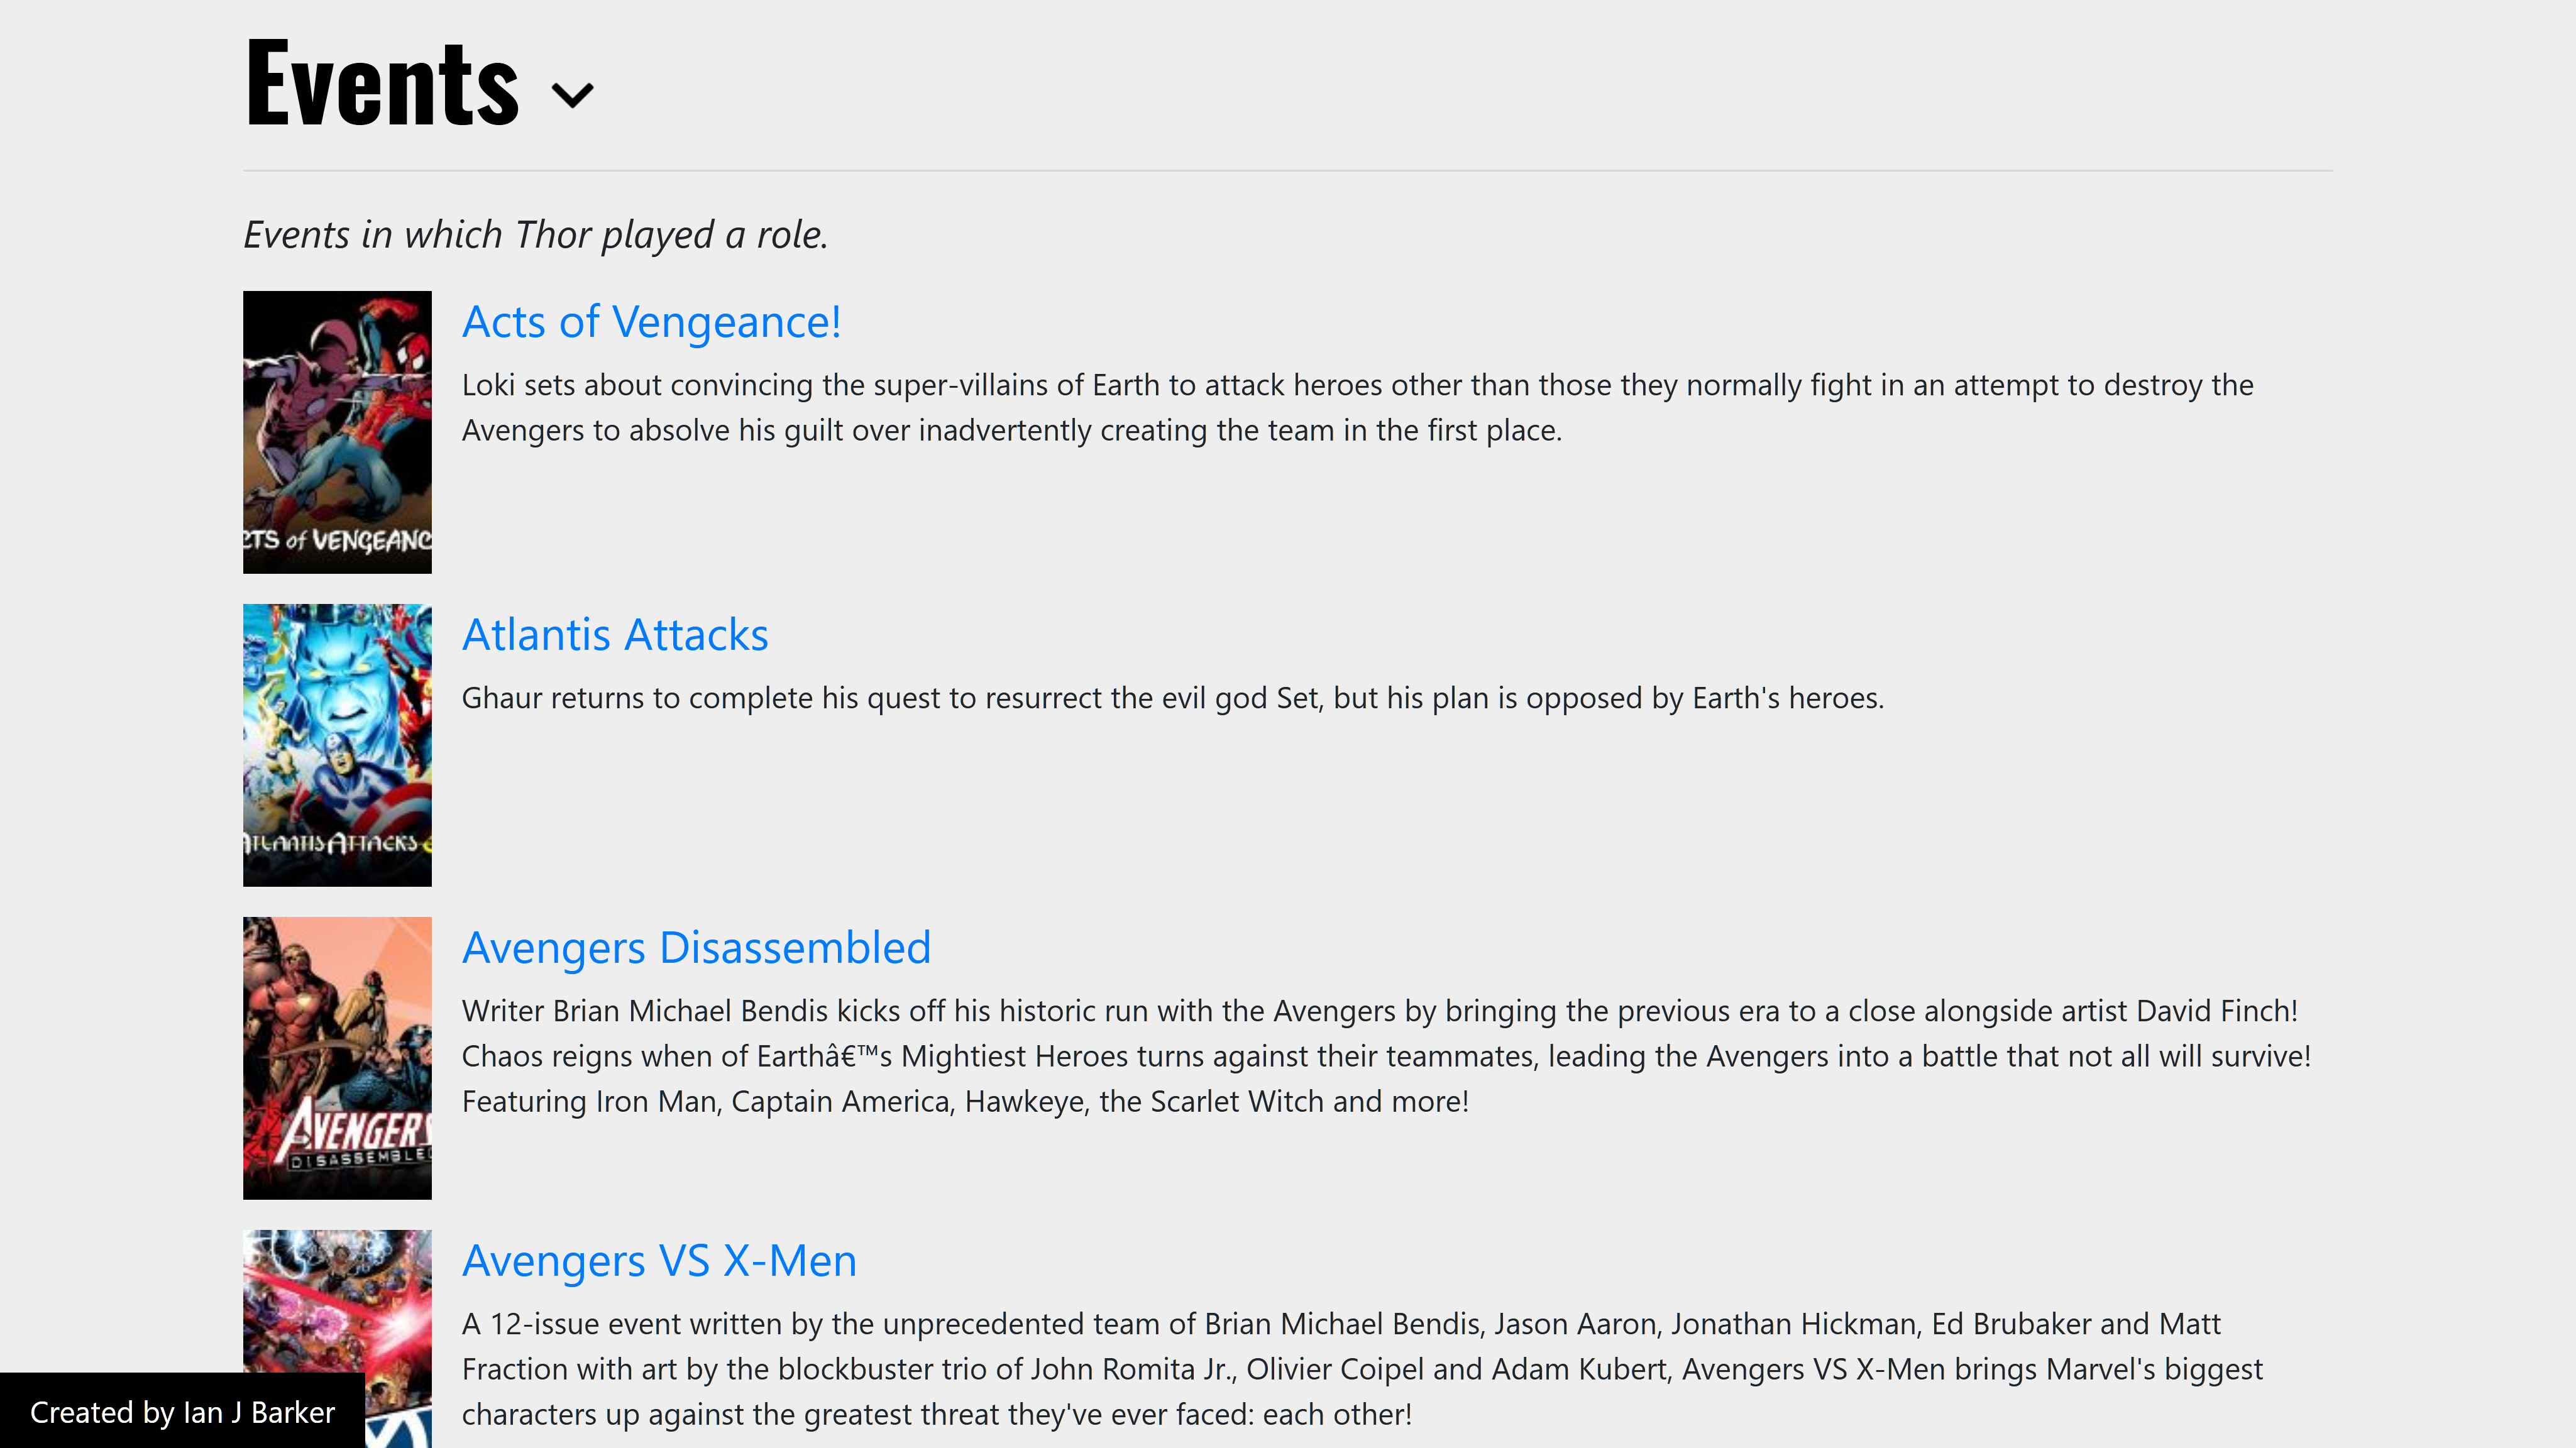 Events
Events in which Thor played a role.
Acts of Vengeance!
Loki sets about convincing the super-villains of Earth to attack heroes other than those they normally fight in an attempt to destroy the
Avengers to absolve his guilt over inadvertently creating the team in the first place.
CTS of VENGEANC
Atlantis Attacks
Ghaur returns to complete his quest to resurrect the evil god Set, but his plan is opposed by Earth's heroes.
ATLANTIS ATTACKS
Avengers Disassembled
Writer Brian Michael Bendis kicks off his historic run with the Avengers by bringing the previous era to a close alongside artist David Finch!
Chaos reigns when of Earthâ€™s Mightiest Heroes turns against their teammates, leading the Avengers into a battle that not all will survive!
Featuring Iron Man, Captain America, Hawkeye, the Scarlet Witch and more!
AVENGERS
DISASSEMBLED
Avengers VS X-Men
A 12-issue event written by the unprecedented team of Brian Michael Bendis, Jason Aaron, Jonathan Hickman, Ed Brubaker and Matt
Fraction with art by the blockbuster trio of John Romita Jr., Olivier Coipel and Adam Kubert, Avengers VS X-Men brings Marvel's biggest
characters up against the greatest threat they've ever faced: each other!
Created by Ian J Barker